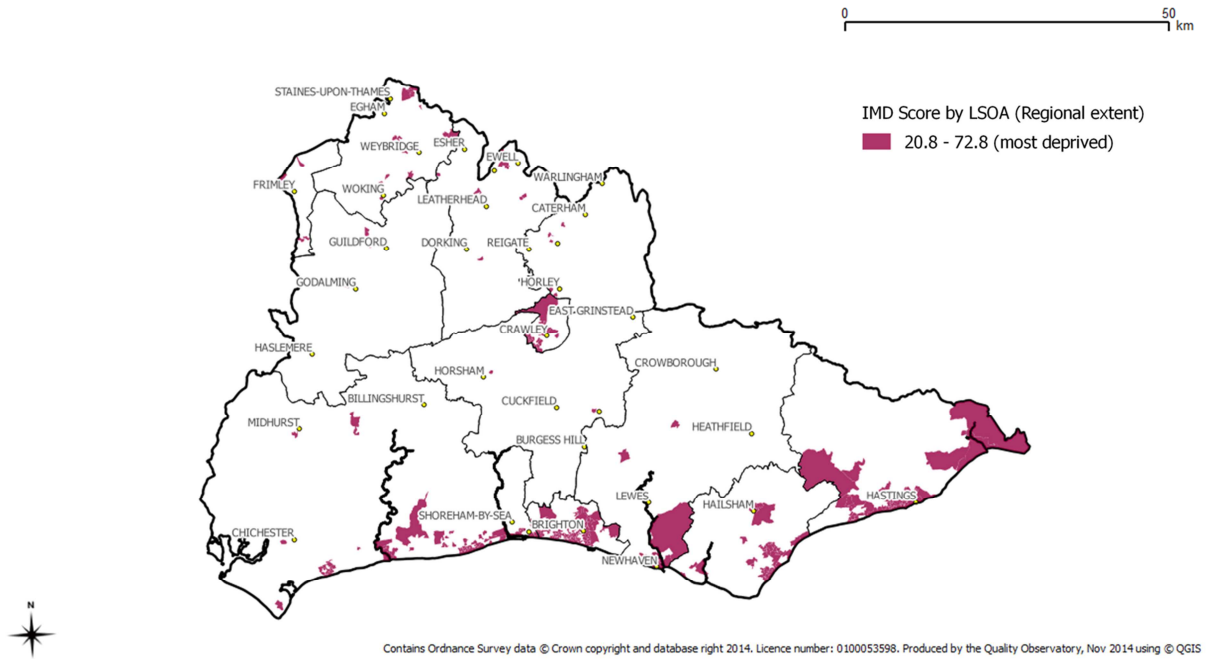 0 50
km
IMD Score by LSOA (Regional extent)
20.8 - 72.8 (most deprived)
STAINES-UPON-THAMES
EGHAM
WEYBRIDGE
ESHER
EWELL
FRIMLEY
WOKING
WARLINGHAM
LEATHERHEAD
CATERHAM
GUILDFORD
DORKING
REIGATE
GODALMING
HORLEY
EAST GRINSTEAD
CRAWLEY
HASLEMERE
HORSHAM
CROWBOROUGH
BILLINGSHURST
CUCKFIELD
MIDHURST
HEATHFIELD
BURGESS HILL
LEWES
HAILSHAM
HASTINGS
SHOREHAM-BY-SEA
BRIGHTON
CHICHESTER
NEWHAVEN
N
Contains Ordnance Survey data © Crown copyright and database right 2014. Licence number: 0100053598. Produced by the Quality Observatory, Nov 2014 using © QGIS